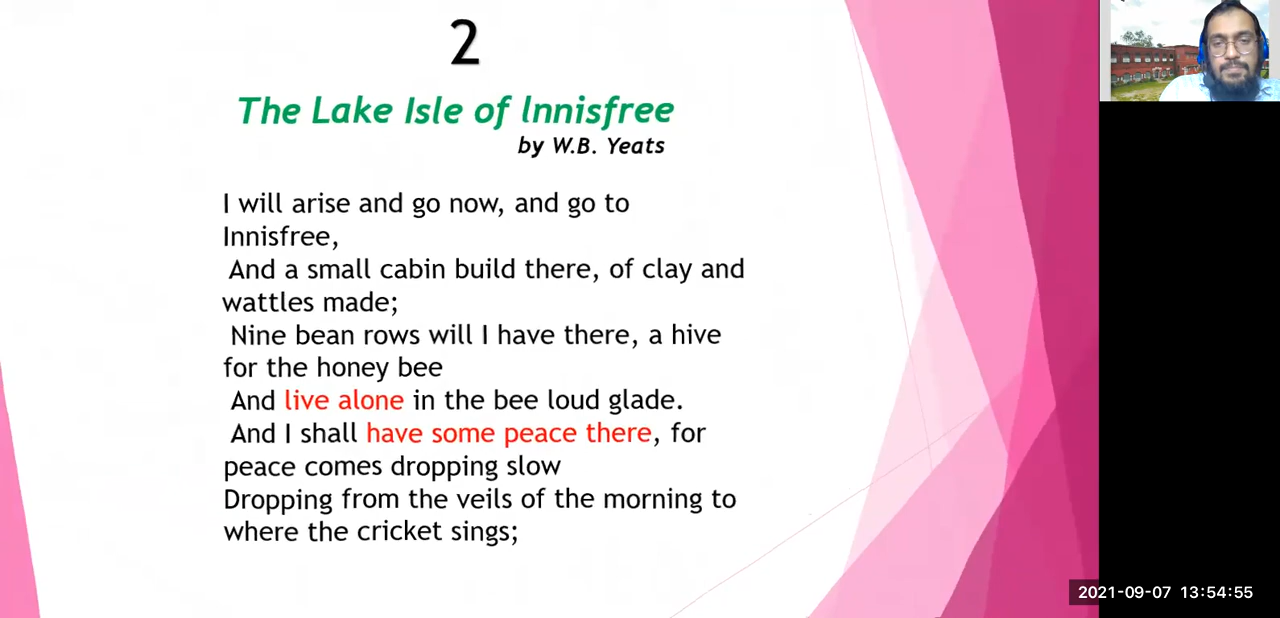 2
The Lake Isle of Innisfree
by W.B. Yeats
I will arise and go now, and go to
Innisfree,
And a small cabin build there, of clay and
wattles made;
Nine bean rows will I have there, a hive
for the honey bee
And live alone in the bee loud glade.
And I shall have some peace there, for
peace comes dropping slow
Dropping from the veils of the morning to
where the cricket sings;
2021-09-07 13:54:55